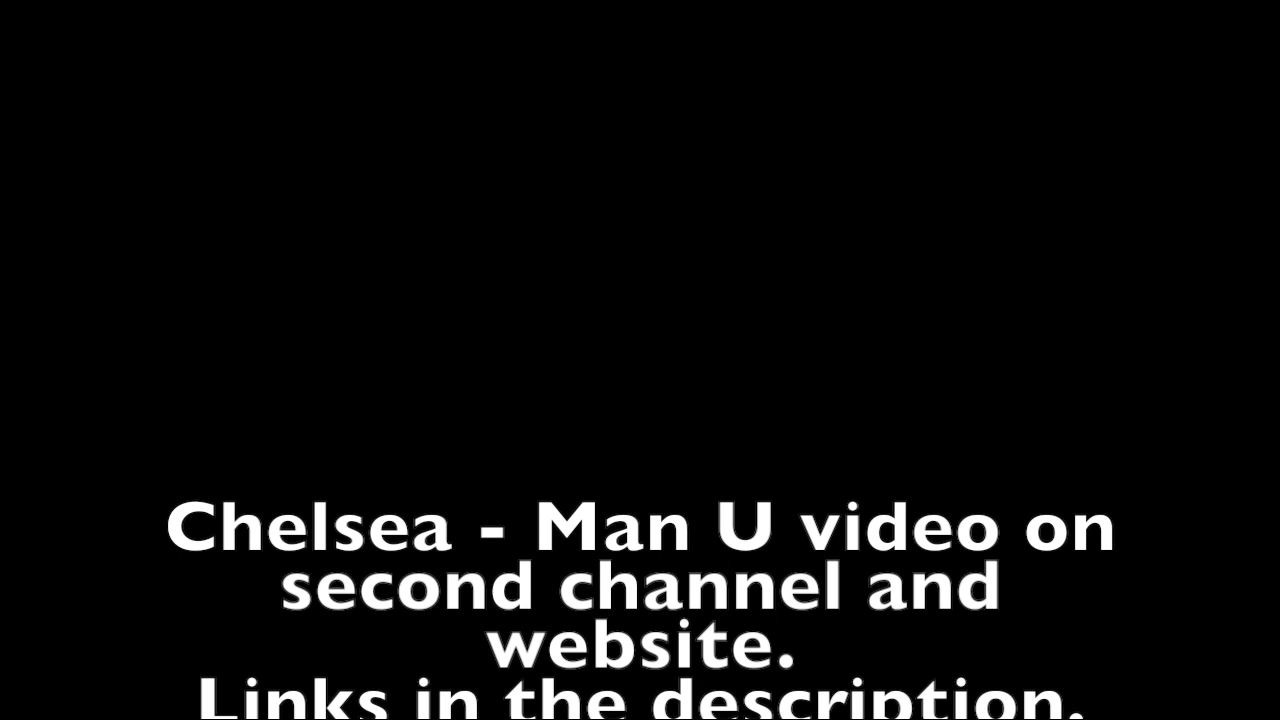 Chelsea - Man U video on
second channel and
website.
Links in the description.